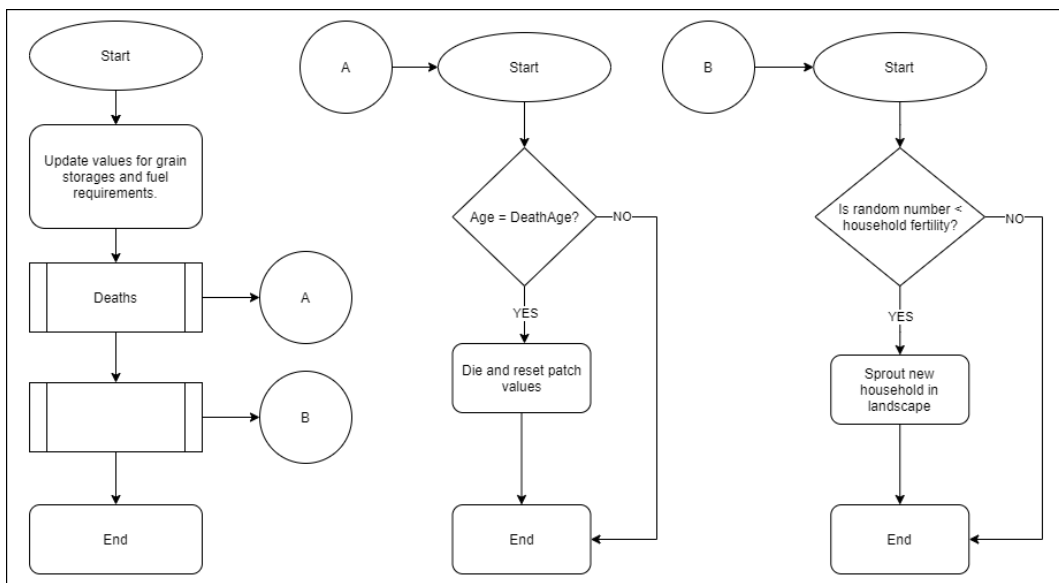 Start
Update values for grain
storages and fuel
requirements.
Deaths
A
B
End
A
Start
Age = DeathAge?
NO
YES
Die and reset patch
values
End
B
Start
Is random number <
household fertility?
NO
YES
Sprout new
household in
landscape
End